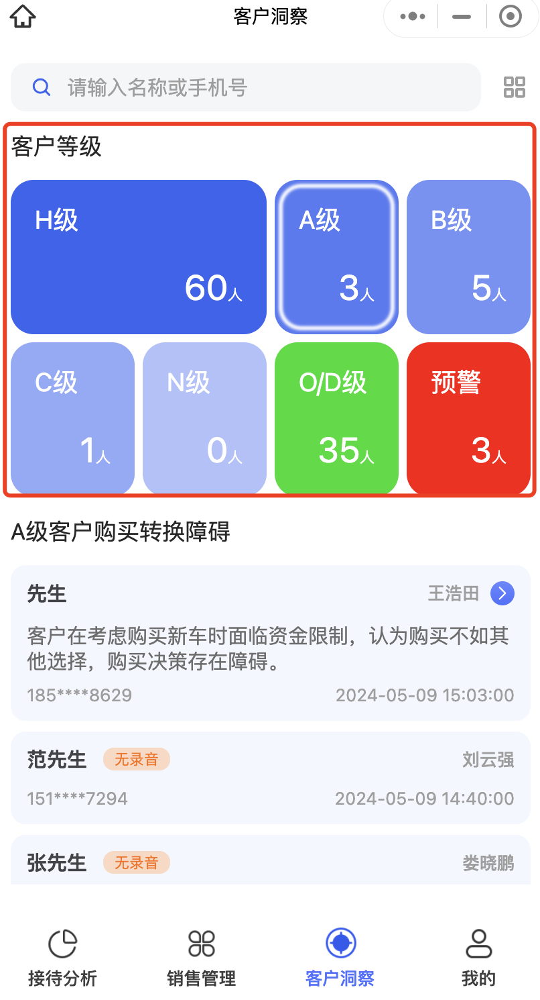 客户洞察
请输入名称或手机号
客户等级
H级
60人
A级
3人
B级
5人
C级
1人
N级
0人
O/D级
35人
预警
3人
A级客户购买转换障碍
先生 王浩田
客户在考虑购买新车时面临资金限制，认为购买不如其
他选择，购买决策存在障碍。
185****8629 2024-05-09 15:03:00
范先生 无录音 刘云强
151****7294 2024-05-09 14:40:00
张先生 无录音 娄晓鹏
接待分析 销售管理 客户洞察 我的